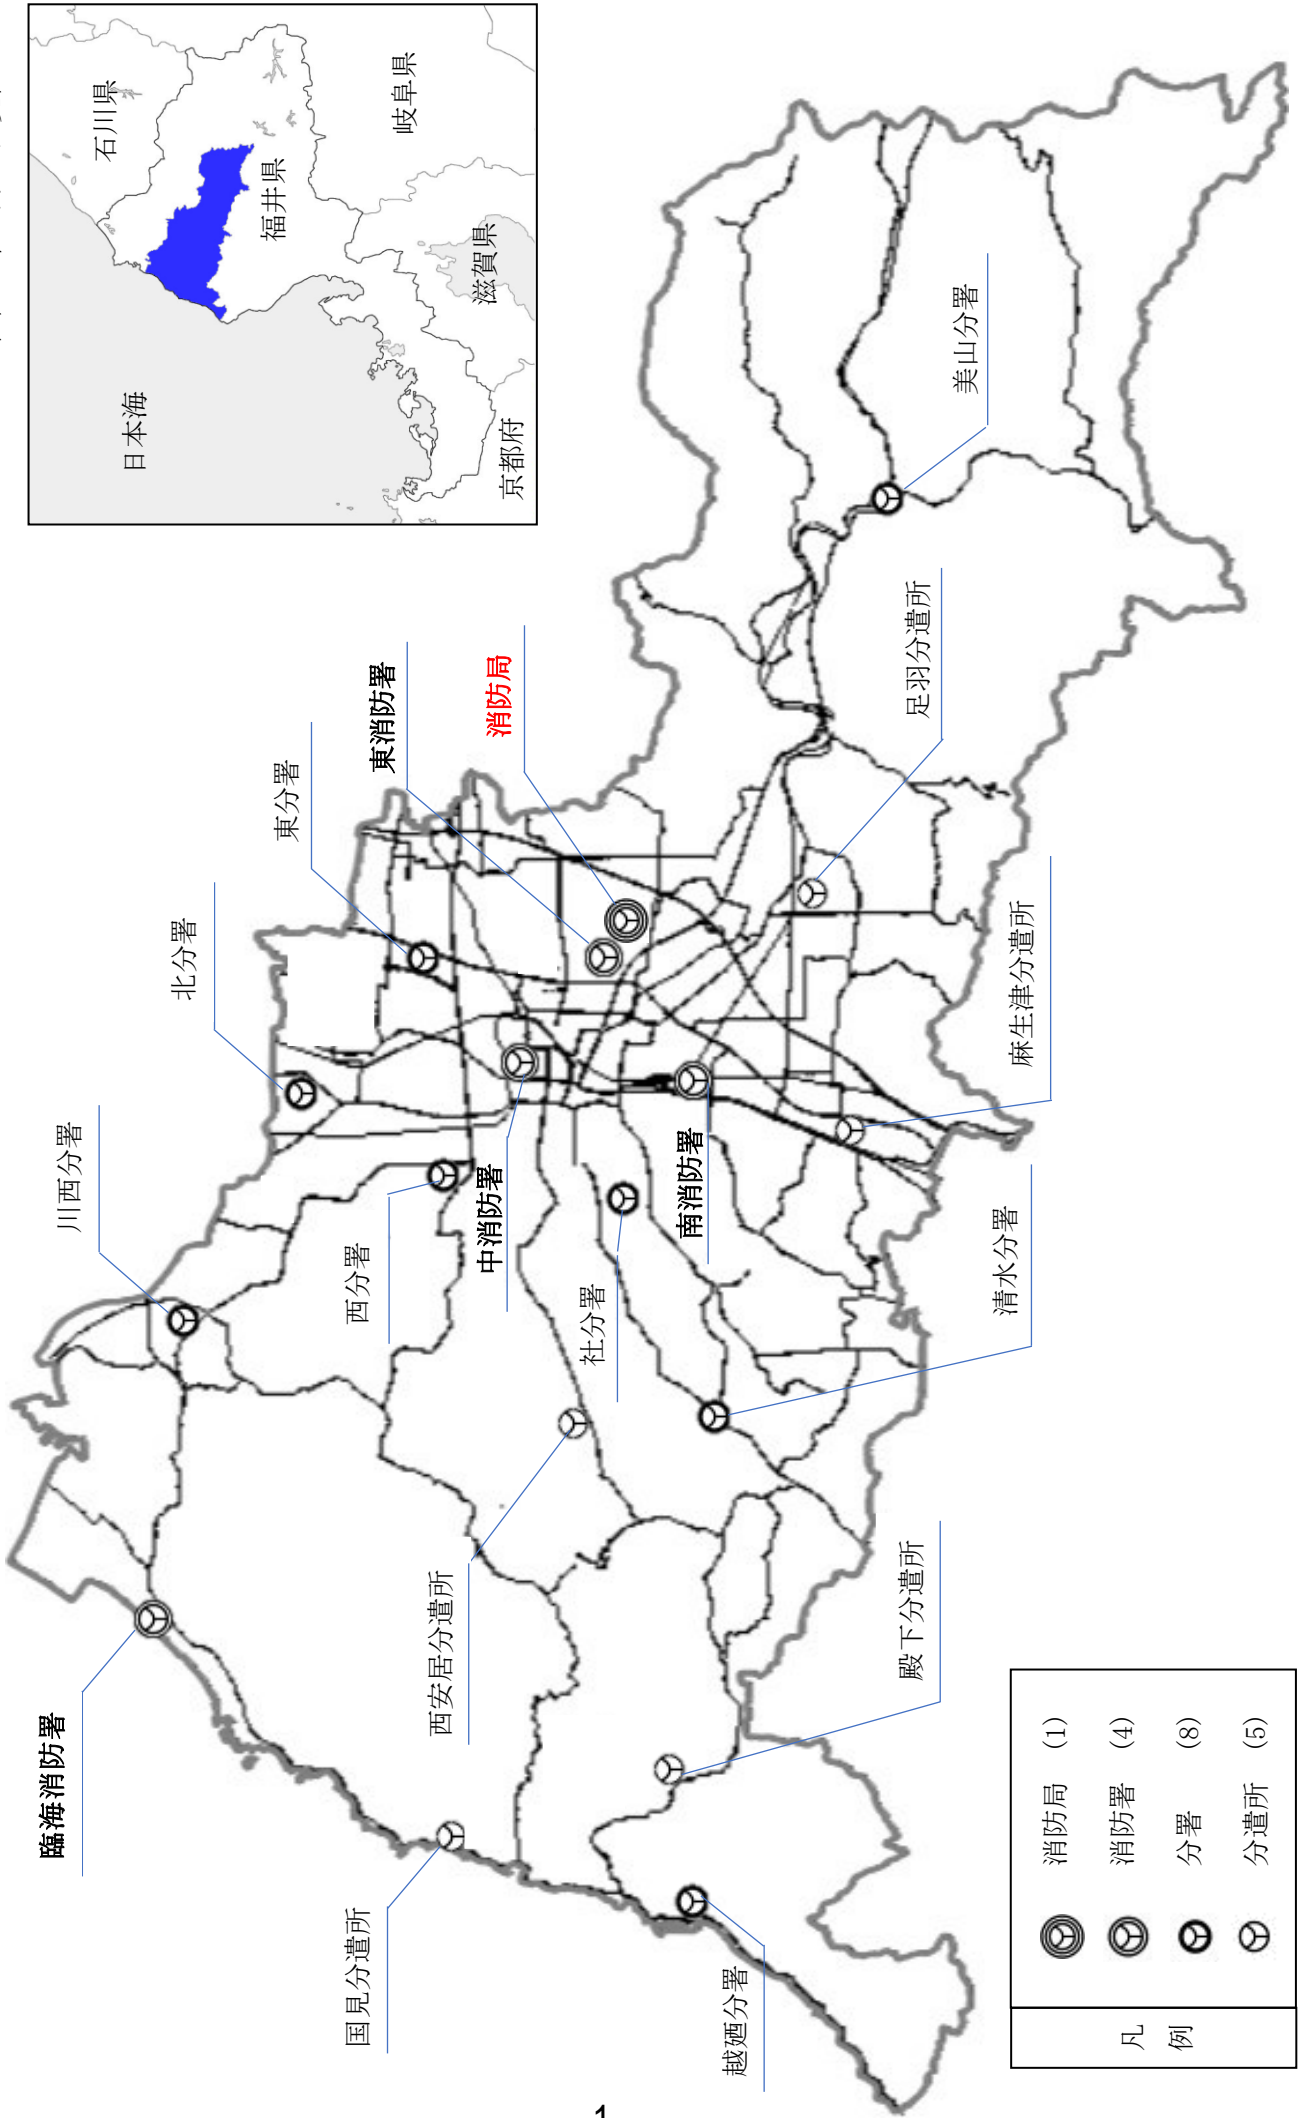 日本海
石川県
福井県
岐阜県
滋賀県
京都府
臨海消防署
国見分遣所
越廼分署
川西分署
西分署
西安居分遣所
殿下分遣所
北分署
中消防署
社分署
南消防署
清水分署
東分署
東消防署
消防局
足羽分遣所
麻生津分遣所
美山分署
凡例
消防局 (1)
消防署 (4)
分署 (8)
分遣所 (5)
1